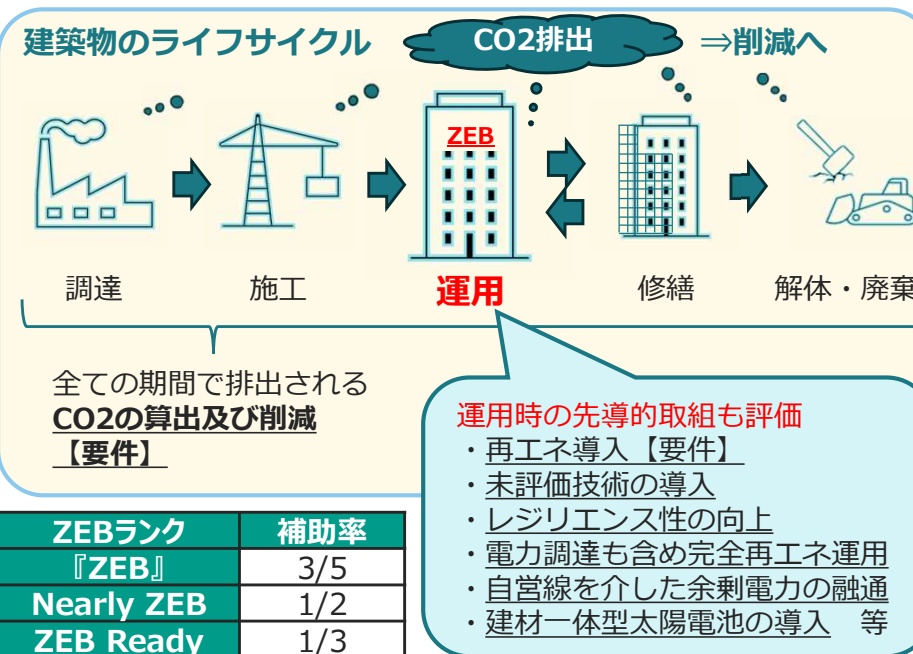 建築物のライフサイクル
CO2排出
⇒削減へ
ZEB
調達
施工
運用
修繕
解体・廃棄
全ての期間で排出される
CO2の算出及び削減
【要件】
運用時の先導的取組も評価
・再エネ導入【要件】
・未評価技術の導入
・レジリエンス性の向上
・電力調達も含め完全再エネ運用
・自営線を介した余剰電力の融通
・建材一体型太陽電池の導入 等
ZEBランク 補助率
『ZEB』 3/5
Nearly ZEB 1/2
ZEB Ready 1/3